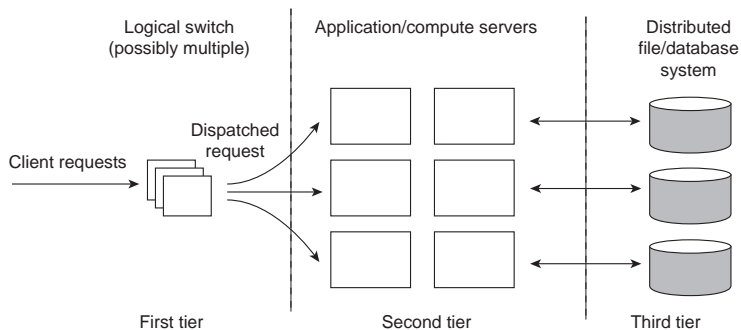 Logical switch
(possibly multiple)
Application/compute servers
Distributed
file/database
system
Dispatched
request
Client requests
First tier
Second tier
Third tier